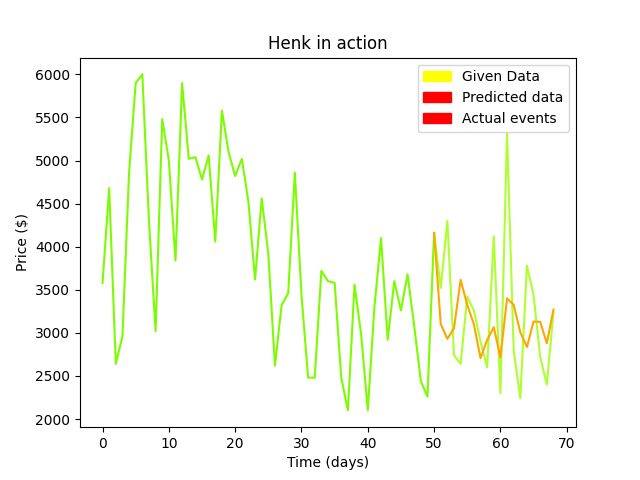 Henk in action
Given Data
Predicted data
Actual events
Price ($)
6000
5500
5000
4500
4000
3500
3000
2500
2000
0 10 20 30 40 50 60 70
Time (days)